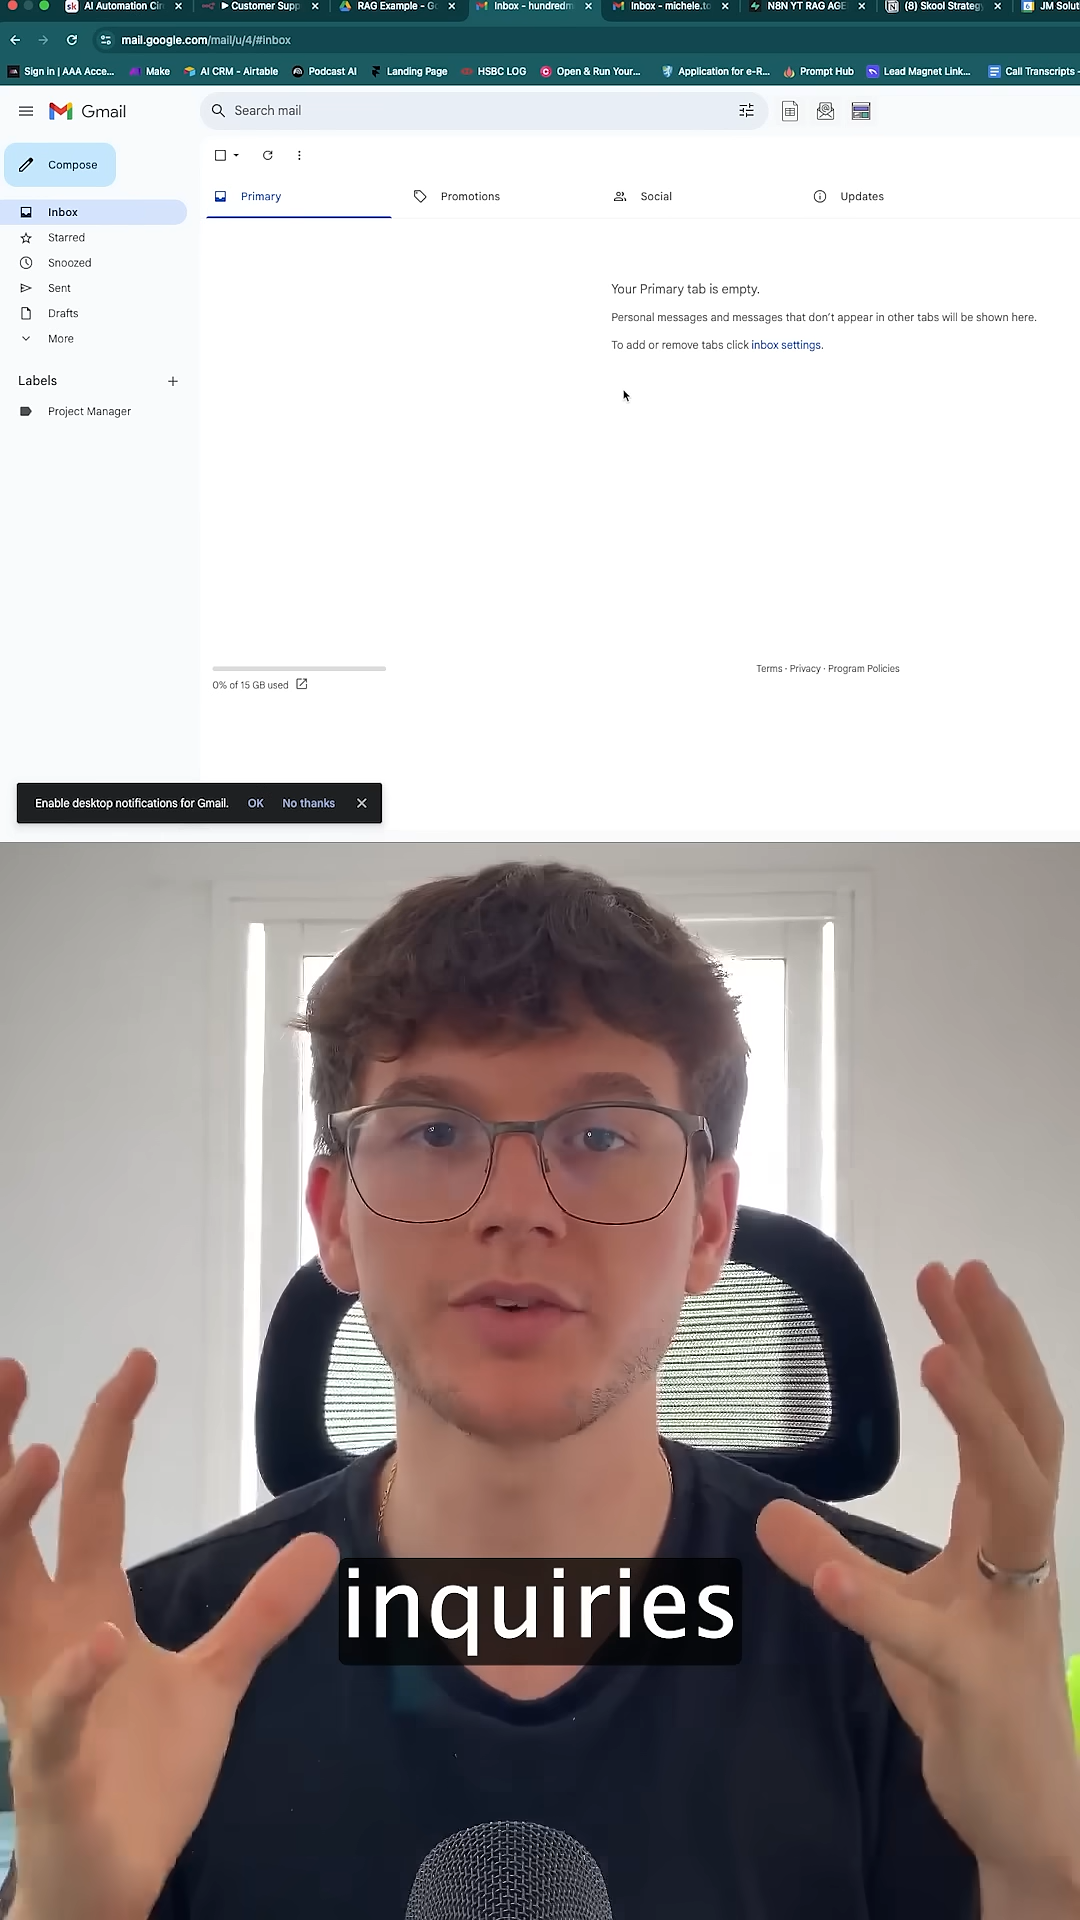 AI Automation Cir
Customer Supp
RAG Example - Go
Inbox - hundredm
Inbox - michele.to
N8N YT RAG AGE
(8) Skool Strategy
JM Solut
mail.google.com/mail/u/4/#inbox
Sign in | AAA Acce...
Make
AI CRM - Airtable
Podcast AI
Landing Page
HSBC LOG
Open & Run Your...
Application for e-R...
Prompt Hub
Lead Magnet Link...
Call Transcripts -
Gmail
Search mail
Compose
Primary
Promotions
Social
Updates
Inbox
Starred
Snoozed
Sent
Drafts
More
Your Primary tab is empty.
Personal messages and messages that don't appear in other tabs will be shown here.
To add or remove tabs click inbox settings.
Labels
Project Manager
Terms · Privacy · Program Policies
0% of 15 GB used
Enable desktop notifications for Gmail. OK No thanks
inquiries